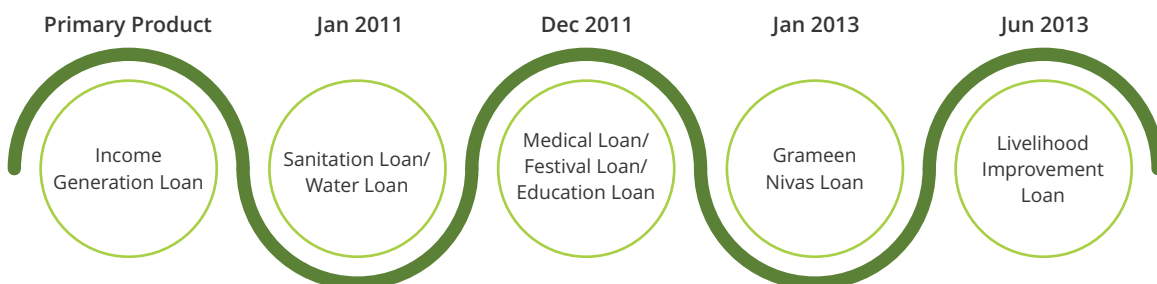 Primary Product
Jan 2011
Dec 2011
Jan 2013
Jun 2013
Income
Generation Loan
Sanitation Loan/
Water Loan
Medical Loan/
Festival Loan/
Education Loan
Grameen
Nivas Loan
Livelihood
Improvement
Loan